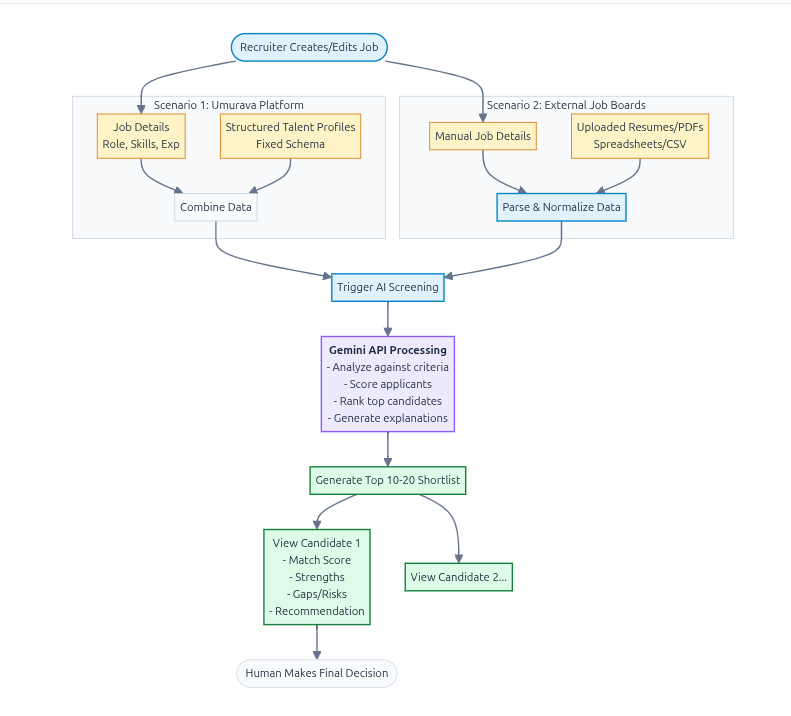 Recruiter Creates/Edits Job
Scenario 1: Umurava Platform
Job Details
Role, Skills, Exp
Structured Talent Profiles
Fixed Schema
Combine Data
Scenario 2: External Job Boards
Manual Job Details
Uploaded Resumes/PDFs
Spreadsheets/CSV
Parse & Normalize Data
Trigger AI Screening
Gemini API Processing
- Analyze against criteria
- Score applicants
- Rank top candidates
- Generate explanations
Generate Top 10-20 Shortlist
View Candidate 1
- Match Score
- Strengths
- Gaps/Risks
- Recommendation
View Candidate 2...
Human Makes Final Decision